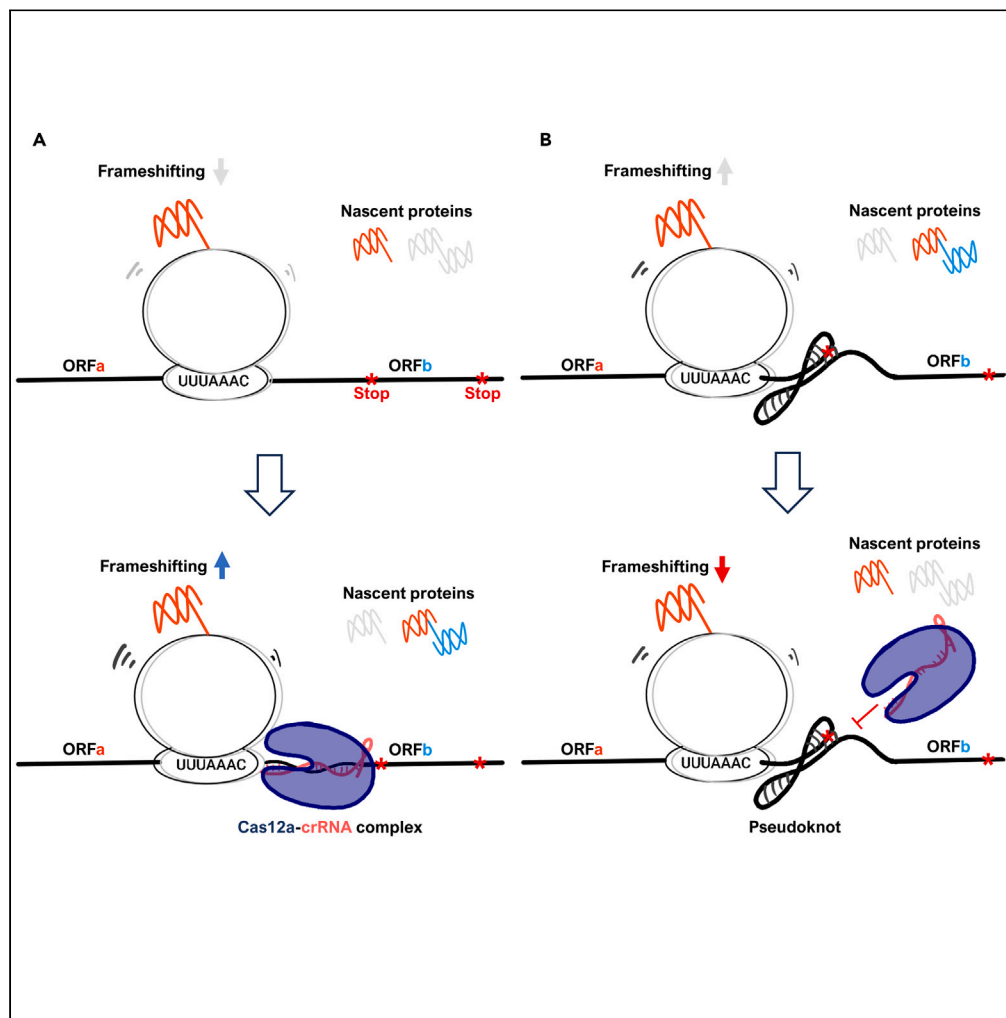 A
Frameshifting
Nascent proteins
ORFa
UUUAAAC
ORFb
* *
Stop Stop
Frameshifting
Nascent proteins
ORFa
UUUAAAC
ORFb
* *
Cas12a-crRNA complex
B
Frameshifting
Nascent proteins
ORFa
UUUAAAC
*
ORFb
*
Frameshifting
Nascent proteins
ORFa
UUUAAAC
*
ORFb
*
Pseudoknot